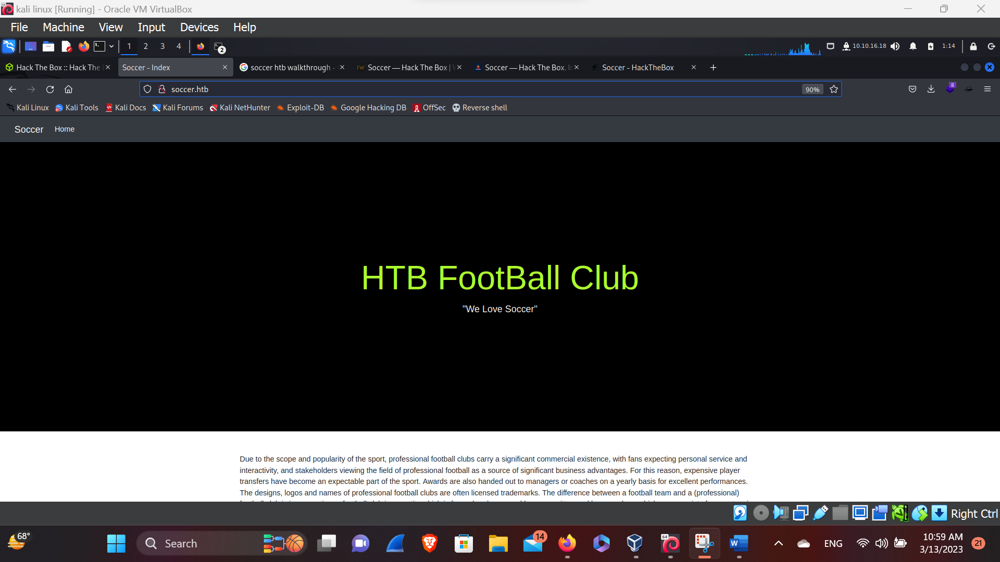 kali linux [Running] - Oracle VM VirtualBox
File Machine View Input Devices Help
1 2 3 4 2 10.10.16.18 1:14
Hack The Box :: Hack The
Soccer - Index
soccer htb walkthrough -
Soccer — Hack The Box |
Soccer — Hack The Box.
Soccer - HackTheBox
soccer.htb 90% 8
Kali Linux Kali Tools Kali Docs Kali Forums Kali NetHunter Exploit-DB Google Hacking DB OffSec Reverse shell
Soccer Home
HTB FootBall Club
"We Love Soccer"
Due to the scope and popularity of the sport, professional football clubs carry a significant commercial existence, with fans expecting personal service and
interactivity, and stakeholders viewing the field of professional football as a source of significant business advantages. For this reason, expensive player
transfers have become an expectable part of the sport. Awards are also handed out to managers or coaches on a yearly basis for excellent performances.
The designs, logos and names of professional football clubs are often licensed trademarks. The difference between a football team and a (professional)
Right Ctrl
68° Search 14 64 W ENG 10:59 AM 21
3/13/2023